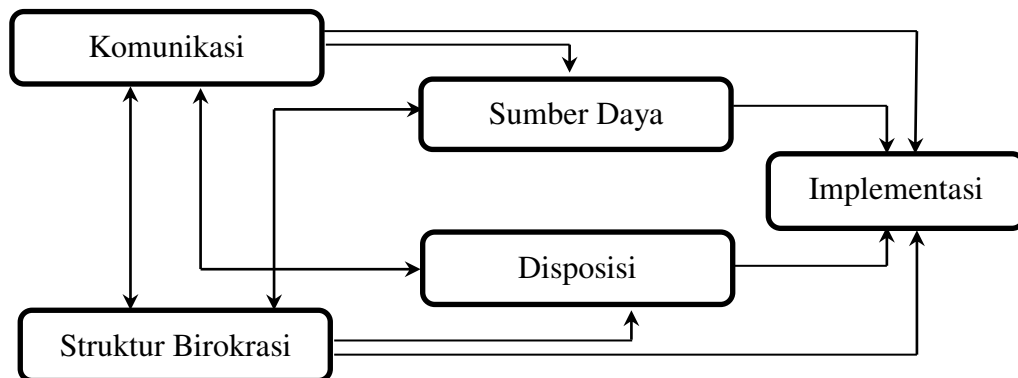 Komunikasi
Sumber Daya
Implementasi
Disposisi
Struktur Birokrasi